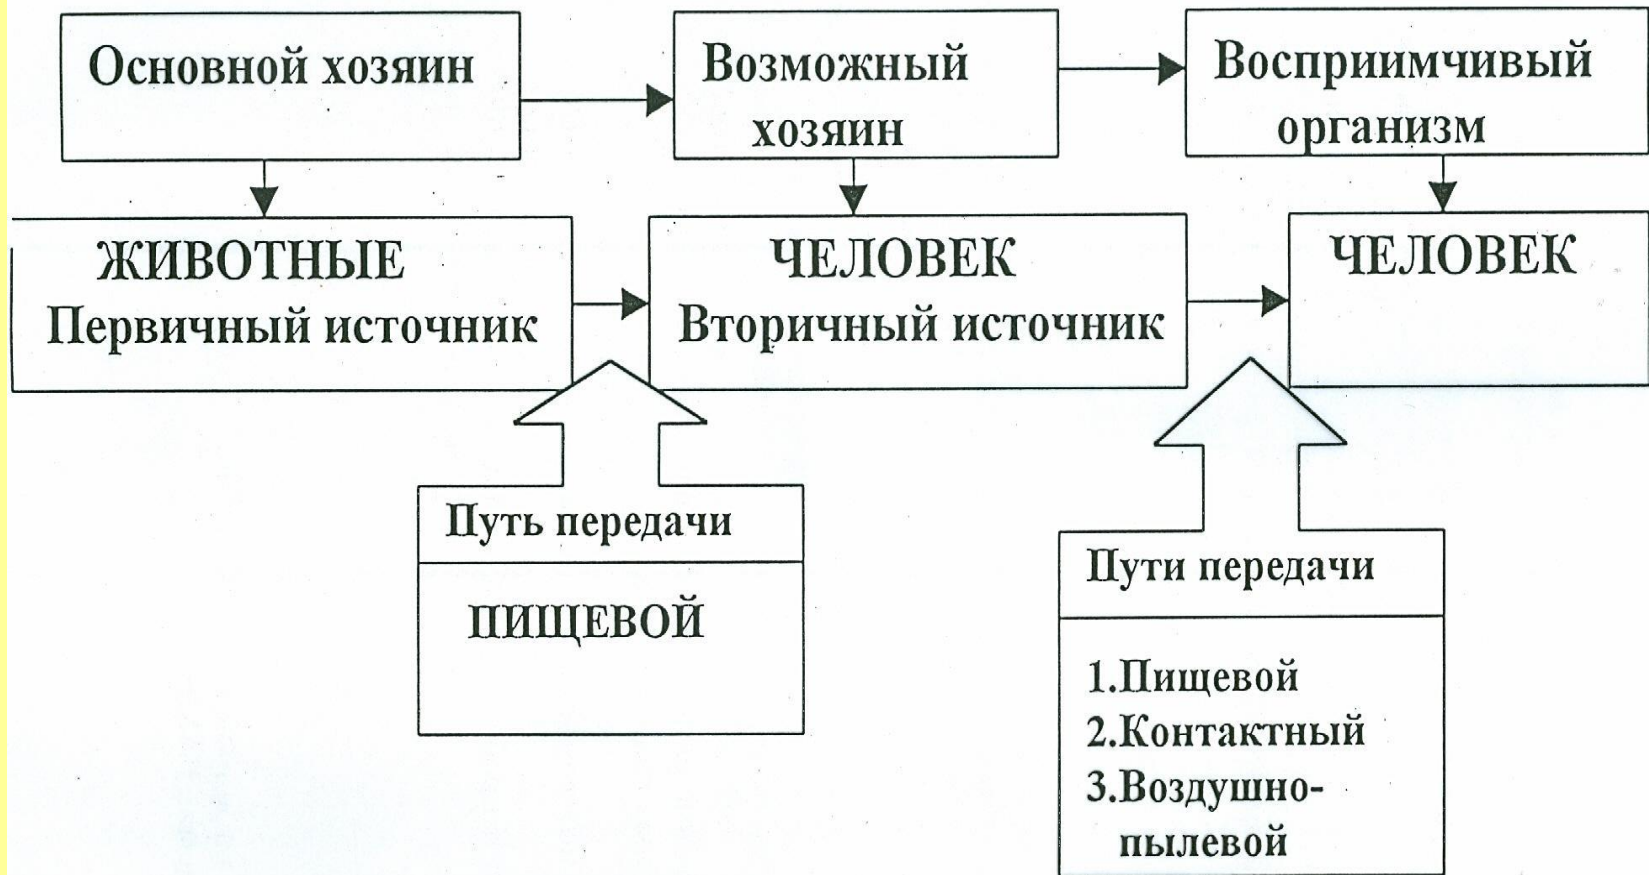 Основной хозяин
Возможный
хозяин
Восприимчивый
организм
ЖИВОТНЫЕ
Первичный источник
ЧЕЛОВЕК
Вторичный источник
ЧЕЛОВЕК
Путь передачи
ПИЩЕВОЙ
Пути передачи
1.Пищевой
2.Контактный
3.Воздушно-
пылевой